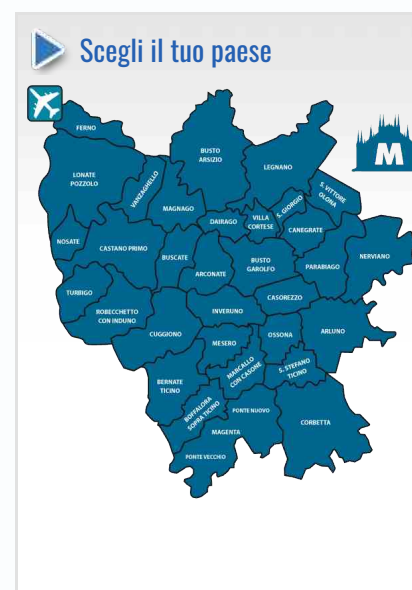 Scegli il tuo paese
FERNO
BUSTO
ARSIZIO
LEGNANO
M
LONATE
POZZOLO
VANZAGHELLO
S. VITTORE
OLONA
MAGNAGO
S. GIORGIO
DAIRAGO
VILLA
CORTESE
CANEGRATE
NOSATE
CASTANO PRIMO
BUSCATE
ARCONATE
BUSTO
GAROLFO
PARABIAGO
NERVIANO
TURBIGO
ROBECCHETTO
CON INDUNO
CASOREZZO
INVERUNO
CUGGIONO
MESERO
OSSONA
ARLUNO
MARCALLO
CON CASONE
S. STEFANO
TICINO
BERNATE
TICINO
BOFFALORA
SOPRA TICINO
PONTE NUOVO
CORBETTA
MAGENTA
PONTE VECCHIO